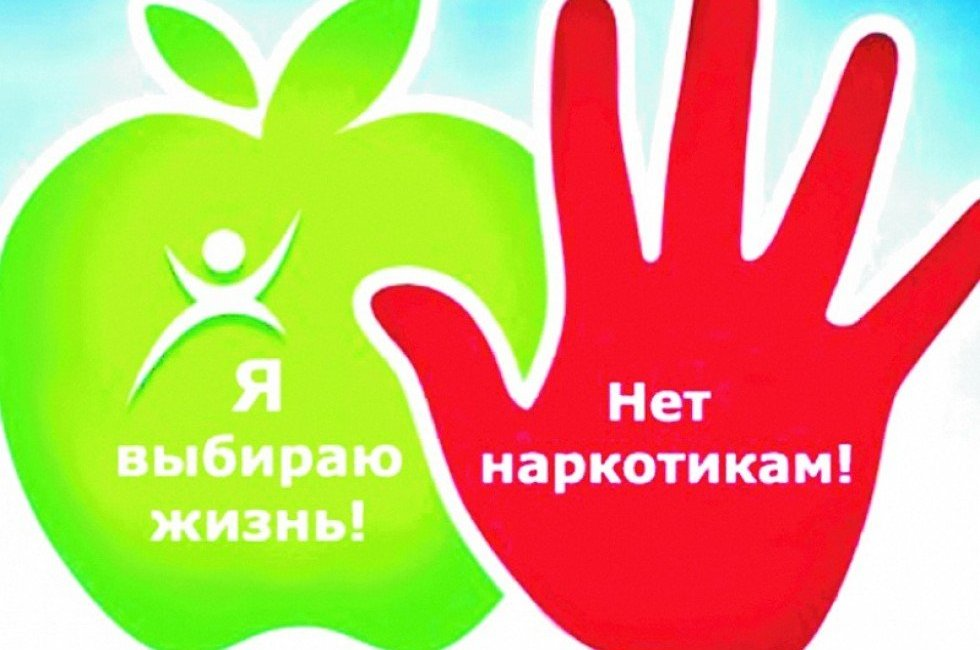 Я
выбираю
жизнь!
Нет
наркотикам!